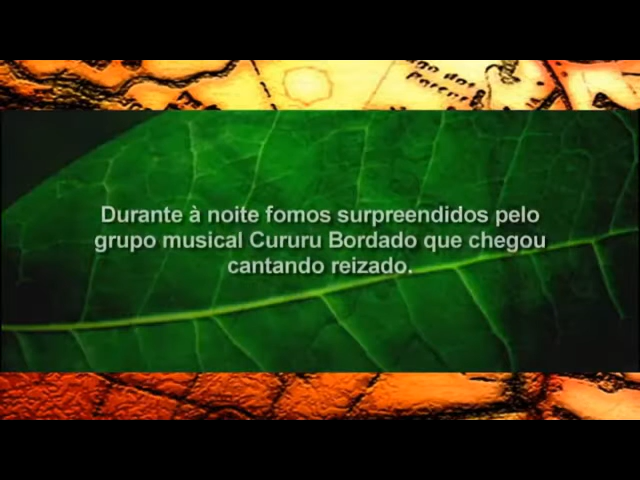 Durante à noite fomos surpreendidos pelo
grupo musical Cururu Bordado que chegou
cantando reizado.